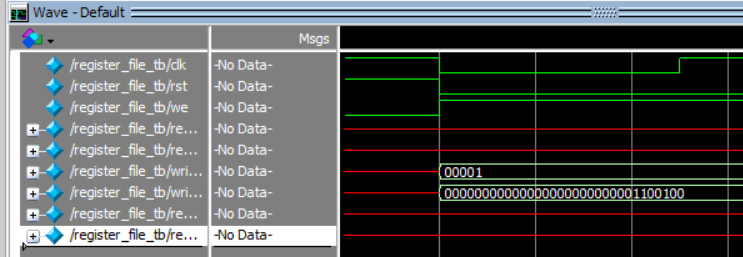 Wave - Default
Msgs
/register_file_tb/clk -No Data-
/register_file_tb/rst -No Data-
/register_file_tb/we -No Data-
/register_file_tb/re... -No Data-
/register_file_tb/re... -No Data-
/register_file_tb/wri... -No Data- 00001
/register_file_tb/wri... -No Data- 00000000000000000000000001100100
/register_file_tb/re... -No Data-
/register_file_tb/re... -No Data-